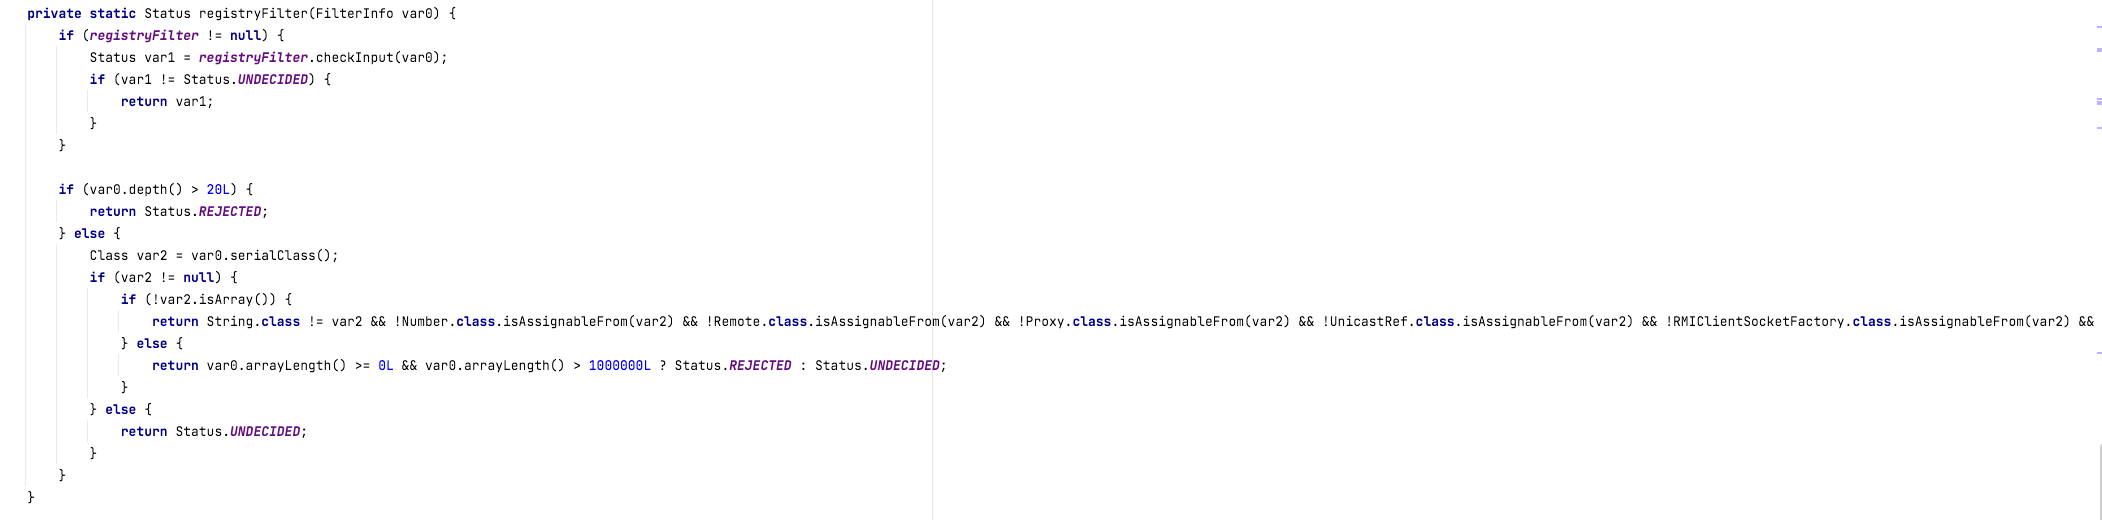 private static Status registryFilter(FilterInfo var0) {
    if (registryFilter != null) {
        Status var1 = registryFilter.checkInput(var0);
        if (var1 != Status.UNDECIDED) {
            return var1;
        }
    }

    if (var0.depth() > 20L) {
        return Status.REJECTED;
    } else {
        Class var2 = var0.serialClass();
        if (var2 != null) {
            if (!var2.isArray()) {
                return String.class != var2 && !Number.class.isAssignableFrom(var2) && !Remote.class.isAssignableFrom(var2) && !Proxy.class.isAssignableFrom(var2) && !UnicastRef.class.isAssignableFrom(var2) && !RMIClientSocketFactory.class.isAssignableFrom(var2) &&
            } else {
                return var0.arrayLength() >= 0L && var0.arrayLength() > 1000000L ? Status.REJECTED : Status.UNDECIDED;
            }
        } else {
            return Status.UNDECIDED;
        }
    }
}